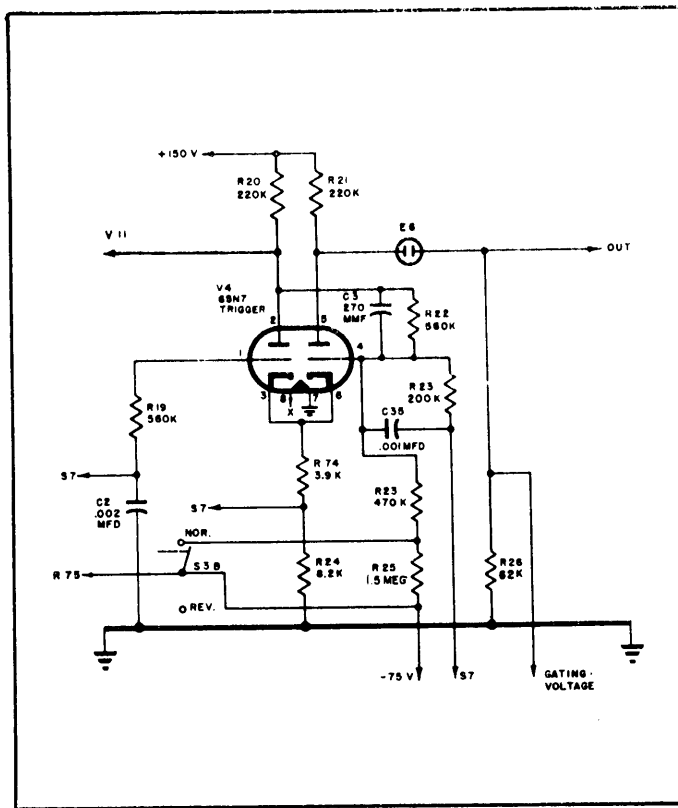 +150 V
R20
220K
R21
220K
E6
V 11
OUT
V4
6SN7
TRIGGER
C3
270
MMF
R22
560K
2
5
1
4
3
8
7
6
X
R23
200K
C35
.001MFD
R19
560K
R 74
3.9 K
S7
C2
.002
MFD
S7
R23
470 K
NOR.
R 75
S3 B
R24
8.2K
R25
1.5 MEG
R26
62K
REV.
-75 V
S7
GATING
VOLTAGE